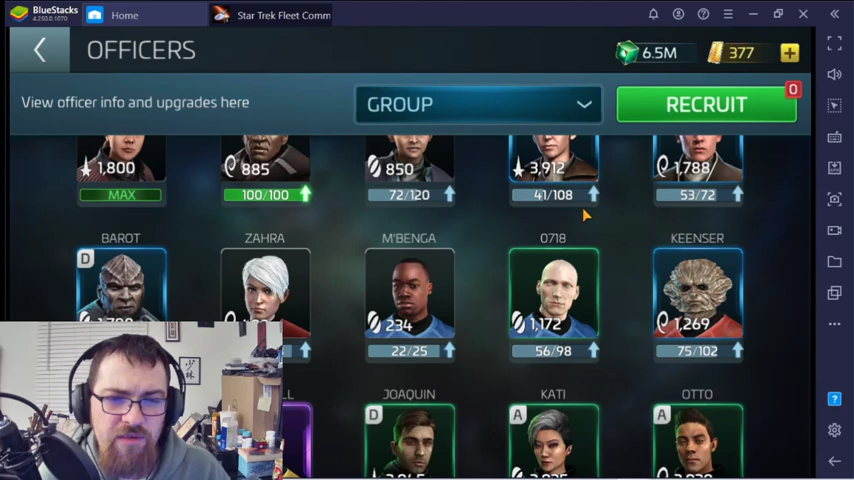 BlueStacks
4.250.0.1070
Home
Star Trek Fleet Comm
OFFICERS
6.5M
377
View officer info and upgrades here
GROUP
RECRUIT
0
1,800
885
850
3,912
1,788
MAX
100/100
72/120
41/108
53/72
BAROT
ZAHRA
M'BENGA
0718
KEENSER
D
234
1,172
1,269
22/25
56/98
75/102
JOAQUIN
KATI
OTTO
D
A
A